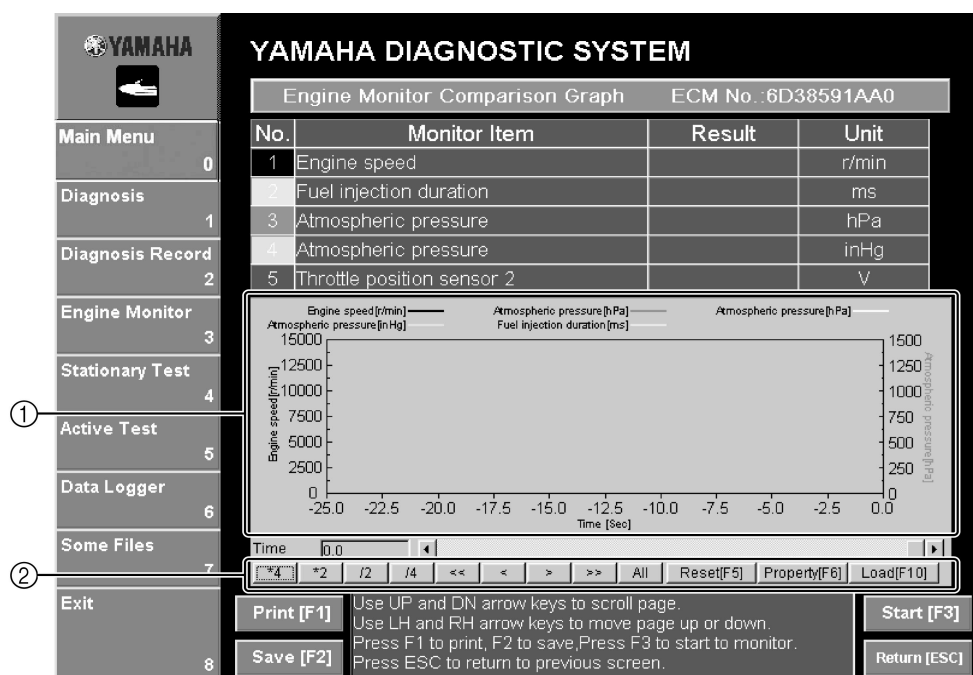 YAMAHA
YAMAHA DIAGNOSTIC SYSTEM
Engine Monitor Comparison Graph ECM No.:6D38591AA0
Main Menu
0
Diagnosis
1
Diagnosis Record
2
Engine Monitor
3
Stationary Test
4
Active Test
5
Data Logger
6
Some Files
7
Exit
8
No. Monitor Item Result Unit
1 Engine speed r/min
2 Fuel injection duration ms
3 Atmospheric pressure hPa
4 Atmospheric pressure inHg
5 Throttle position sensor 2 V
1
Engine speed[r/min] Atmospheric pressure[hPa] Atmospheric pressure[hPa]
Atmospheric pressure[inHg] Fuel injection duration[ms]
Engine speed[r/min]
15000
12500
10000
7500
5000
2500
0
1500
1250
1000
750
500
250
0
Atmospheric pressure[hPa]
-25.0 -22.5 -20.0 -17.5 -15.0 -12.5 -10.0 -7.5 -5.0 -2.5 0.0
Time [Sec]
Time 0.0
2
*4 *2 /2 /4 << < > >> All Reset[F5] Property[F6] Load[F10]
Print [F1]
Save [F2]
Use UP and DN arrow keys to scroll page.
Use LH and RH arrow keys to move page up or down.
Press F1 to print, F2 to save,Press F3 to start to monitor.
Press ESC to return to previous screen.
Start [F3]
Return [ESC]